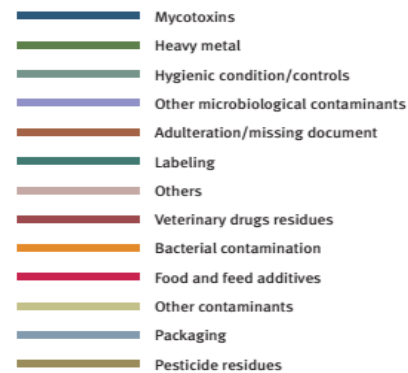 Mycotoxins
Heavy metal
Hygienic condition/controls
Other microbiological contaminants
Adulteration/missing document
Labeling
Others
Veterinary drugs residues
Bacterial contamination
Food and feed additives
Other contaminants
Packaging
Pesticide residues